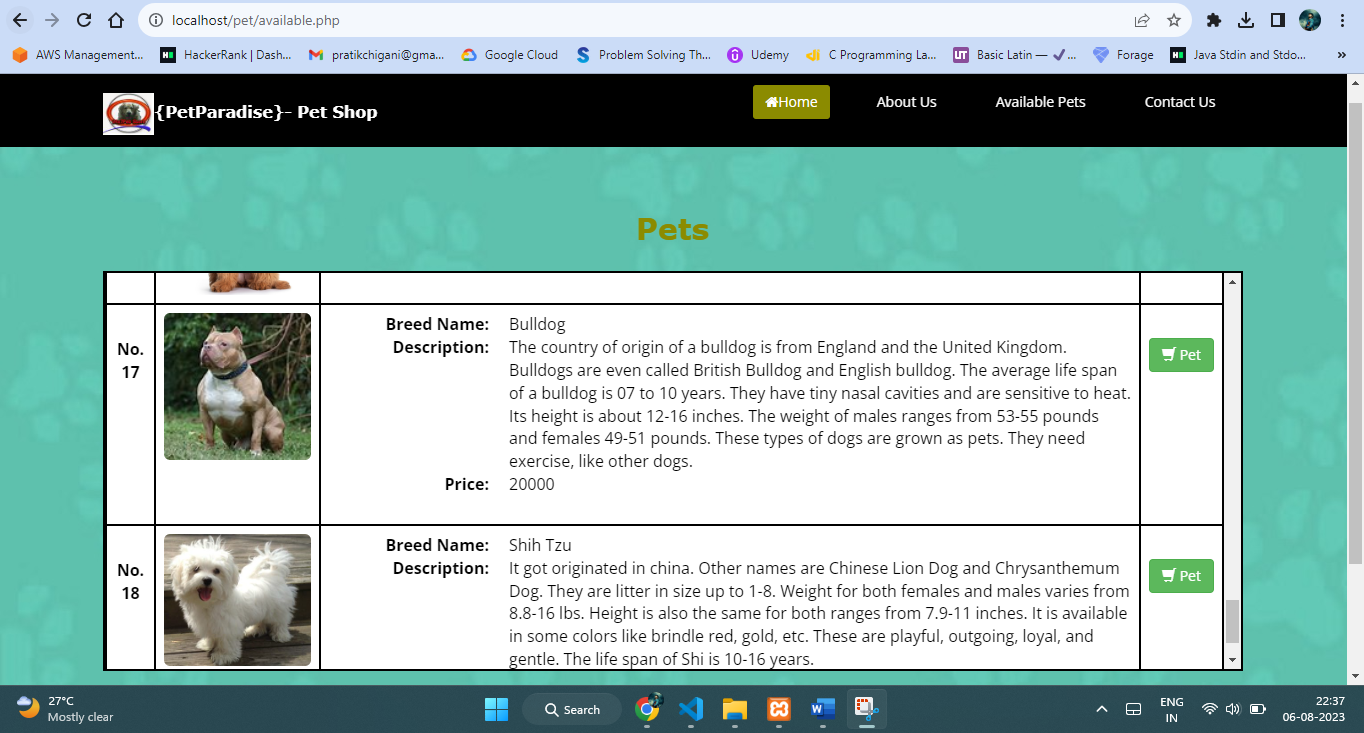 localhost/pet/available.php
AWS Management...
HackerRank | Dash...
pratikchigani@gma...
Google Cloud
Problem Solving Th...
Udemy
C Programming La...
Basic Latin — ✓...
Forage
Java Stdin and Stdo...
»
{PetParadise}- Pet Shop
Home
About Us
Available Pets
Contact Us
Pets
No.
17
Breed Name: Bulldog
Description: The country of origin of a bulldog is from England and the United Kingdom.
Bulldogs are even called British Bulldog and English bulldog. The average life span
of a bulldog is 07 to 10 years. They have tiny nasal cavities and are sensitive to heat.
Its height is about 12-16 inches. The weight of males ranges from 53-55 pounds
and females 49-51 pounds. These types of dogs are grown as pets. They need
exercise, like other dogs.
Price: 20000
Pet
No.
18
Breed Name: Shih Tzu
Description: It got originated in china. Other names are Chinese Lion Dog and Chrysanthemum
Dog. They are litter in size up to 1-8. Weight for both females and males varies from
8.8-16 lbs. Height is also the same for both ranges from 7.9-11 inches. It is available
in some colors like brindle red, gold, etc. These are playful, outgoing, loyal, and
gentle. The life span of Shi is 10-16 years.
Pet
27°C
Mostly clear
Search
ENG
IN
22:37
06-08-2023